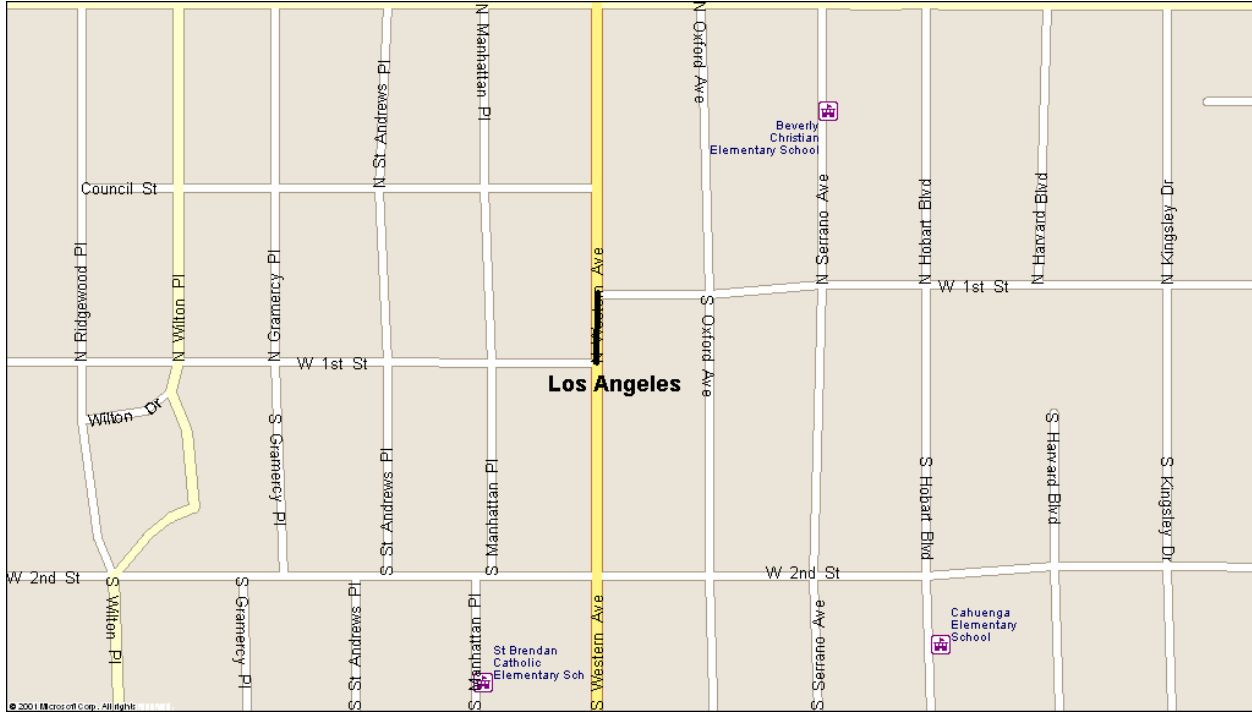 N Manhattan Pl
N Oxford Ave
N St Andrews Pl
Beverly
Christian
Elementary School
Council St
N Serrano Ave
N Hobart Blvd
N Harvard Blvd
N Kingsley Dr
N Ridgewood Pl
N Wilton Pl
N Gramercy Pl
N Western Ave
W 1st St
S Oxford Ave
W 1st St
Los Angeles
Wilton Dr
S Gramercy Pl
S St Andrews Pl
S Manhattan Pl
S Hobart Blvd
S Harvard Blvd
S Kingsley Dr
W 2nd St
W 2nd St
S Wilton Pl
S Gramercy Pl
S St Andrews Pl
S Manhattan Pl
S Western Ave
S Serrano Ave
Cahuenga
Elementary
School
St Brendan
Catholic
Elementary Sch
© 2001 Microsoft Corp. All rights